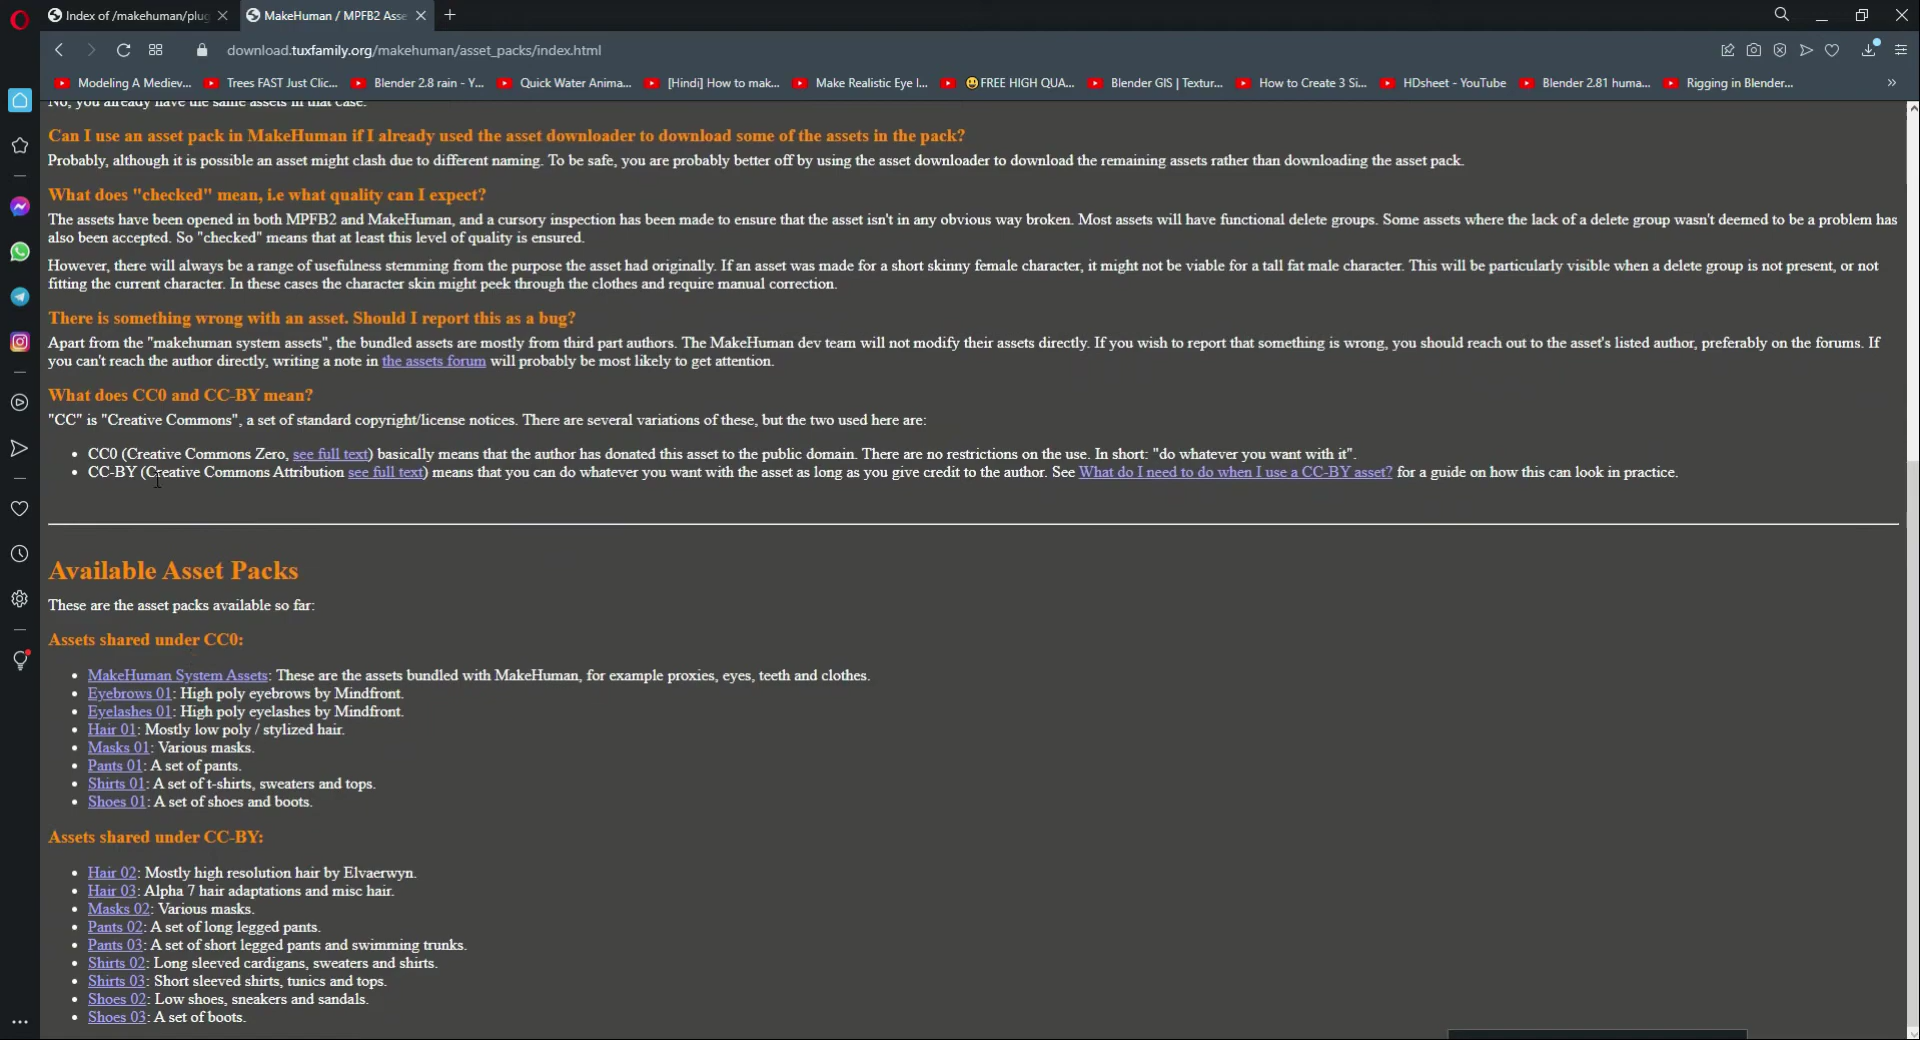 Index of /makehuman/plug
MakeHuman / MPFB2 Asse
download.tuxfamily.org/makehuman/asset_packs/index.html
Modeling A Mediev...
Trees FAST Just Clic...
Blender 2.8 rain - Y...
Quick Water Anima...
[Hindi] How to mak...
Make Realistic Eye I...
😀FREE HIGH QUA...
Blender GIS | Textur...
How to Create 3 Si...
HDsheet - YouTube
Blender 2.81 huma...
Rigging in Blender...
No, you already have the same assets in that case.
Can I use an asset pack in MakeHuman if I already used the asset downloader to download some of the assets in the pack?
Probably, although it is possible an asset might clash due to different naming. To be safe, you are probably better off by using the asset downloader to download the remaining assets rather than downloading the asset pack.
What does "checked" mean, i.e what quality can I expect?
The assets have been opened in both MPFB2 and MakeHuman, and a cursory inspection has been made to ensure that the asset isn't in any obvious way broken. Most assets will have functional delete groups. Some assets where the lack of a delete group wasn't deemed to be a problem has
also been accepted. So "checked" means that at least this level of quality is ensured.
However, there will always be a range of usefulness stemming from the purpose the asset had originally. If an asset was made for a short skinny female character, it might not be viable for a tall fat male character. This will be particularly visible when a delete group is not present, or not
fitting the current character. In these cases the character skin might peek through the clothes and require manual correction.
There is something wrong with an asset. Should I report this as a bug?
Apart from the "makehuman system assets", the bundled assets are mostly from third part authors. The MakeHuman dev team will not modify their assets directly. If you wish to report that something is wrong, you should reach out to the asset's listed author, preferably on the forums. If
you can't reach the author directly, writing a note in the assets forum will probably be most likely to get attention.
What does CC0 and CC-BY mean?
"CC" is "Creative Commons", a set of standard copyright/license notices. There are several variations of these, but the two used here are:
• CC0 (Creative Commons Zero, see full text) basically means that the author has donated this asset to the public domain. There are no restrictions on the use. In short: "do whatever you want with it".
• CC-BY (Creative Commons Attribution see full text) means that you can do whatever you want with the asset as long as you give credit to the author. See What do I need to do when I use a CC-BY asset? for a guide on how this can look in practice.
Available Asset Packs
These are the asset packs available so far:
Assets shared under CC0:
• MakeHuman System Assets: These are the assets bundled with MakeHuman, for example proxies, eyes, teeth and clothes.
• Eyebrows 01: High poly eyebrows by Mindfront.
• Eyelashes 01: High poly eyelashes by Mindfront.
• Hair 01: Mostly low poly / stylized hair.
• Masks 01: Various masks.
• Pants 01: A set of pants.
• Shirts 01: A set of t-shirts, sweaters and tops.
• Shoes 01: A set of shoes and boots.
Assets shared under CC-BY:
• Hair 02: Mostly high resolution hair by Elvaerwyn.
• Hair 03: Alpha 7 hair adaptations and misc hair.
• Masks 02: Various masks.
• Pants 02: A set of long legged pants.
• Pants 03: A set of short legged pants and swimming trunks.
• Shirts 02: Long sleeved cardigans, sweaters and shirts.
• Shirts 03: Short sleeved shirts, tunics and tops.
• Shoes 02: Low shoes, sneakers and sandals.
• Shoes 03: A set of boots.